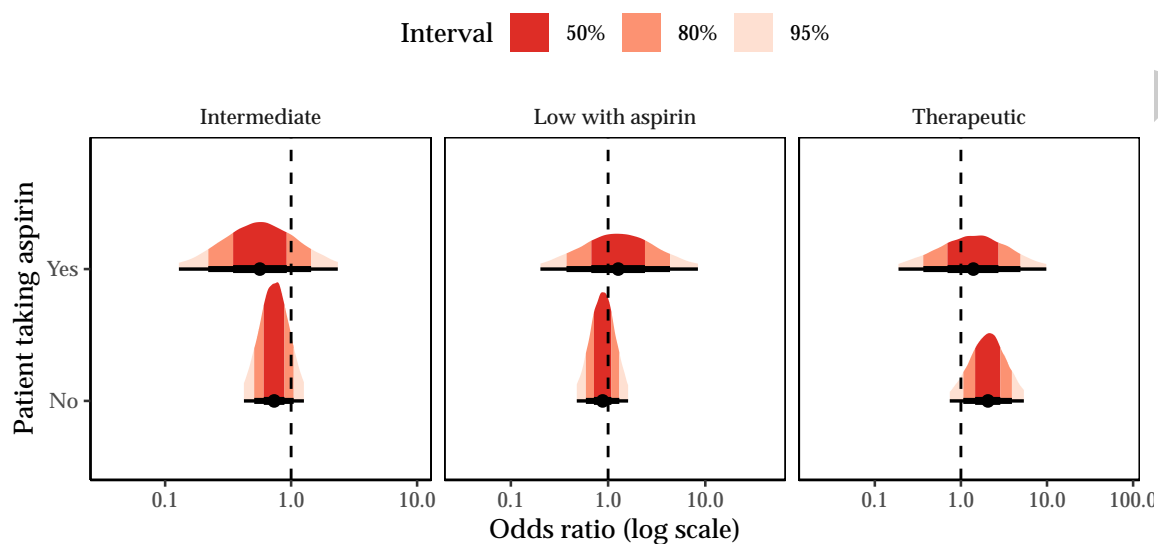 Interval 50% 80% 95%
Intermediate Low with aspirin Therapeutic
Patient taking aspirin
Yes
No
0.1 1.0 10.0 0.1 1.0 10.0 0.1 1.0 10.0 100.0
Odds ratio (log scale)